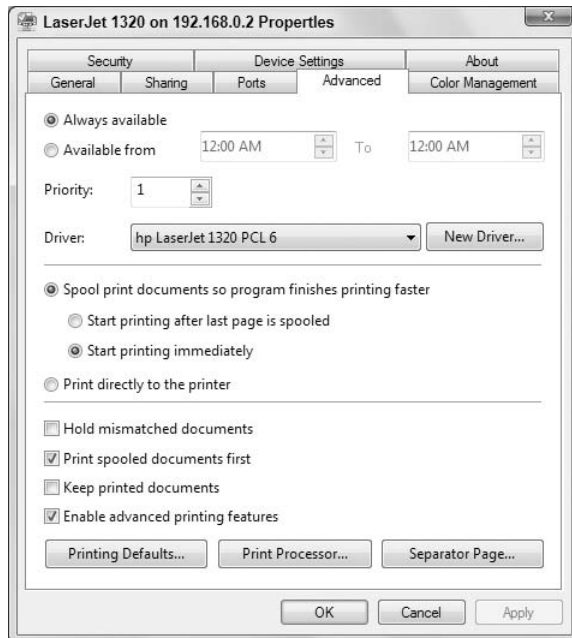 LaserJet 1320 on 192.168.0.2 Properties
Security Device Settings About
General Sharing Ports Advanced Color Management
Always available
Available from 12:00 AM To 12:00 AM
Priority: 1
Driver: hp LaserJet 1320 PCL 6 New Driver...
Spool print documents so program finishes printing faster
Start printing after last page is spooled
Start printing immediately
Print directly to the printer
Hold mismatched documents
Print spooled documents first
Keep printed documents
Enable advanced printing features
Printing Defaults... Print Processor... Separator Page...
OK Cancel Apply